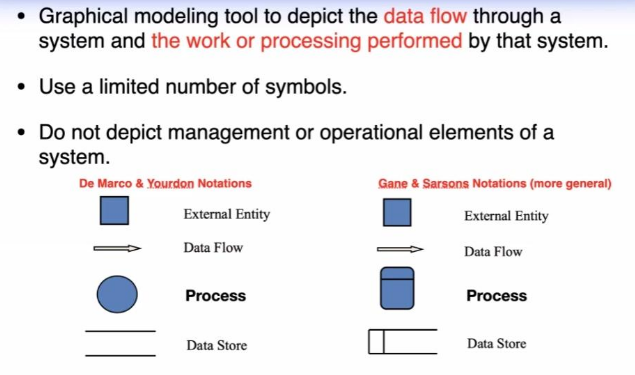 • Graphical modeling tool to depict the data flow through a
system and the work or processing performed by that system.
• Use a limited number of symbols.
• Do not depict management or operational elements of a
system.
De Marco & Yourdon Notations
External Entity
Data Flow
Process
Data Store
Gane & Sarsons Notations (more general)
External Entity
Data Flow
Process
Data Store